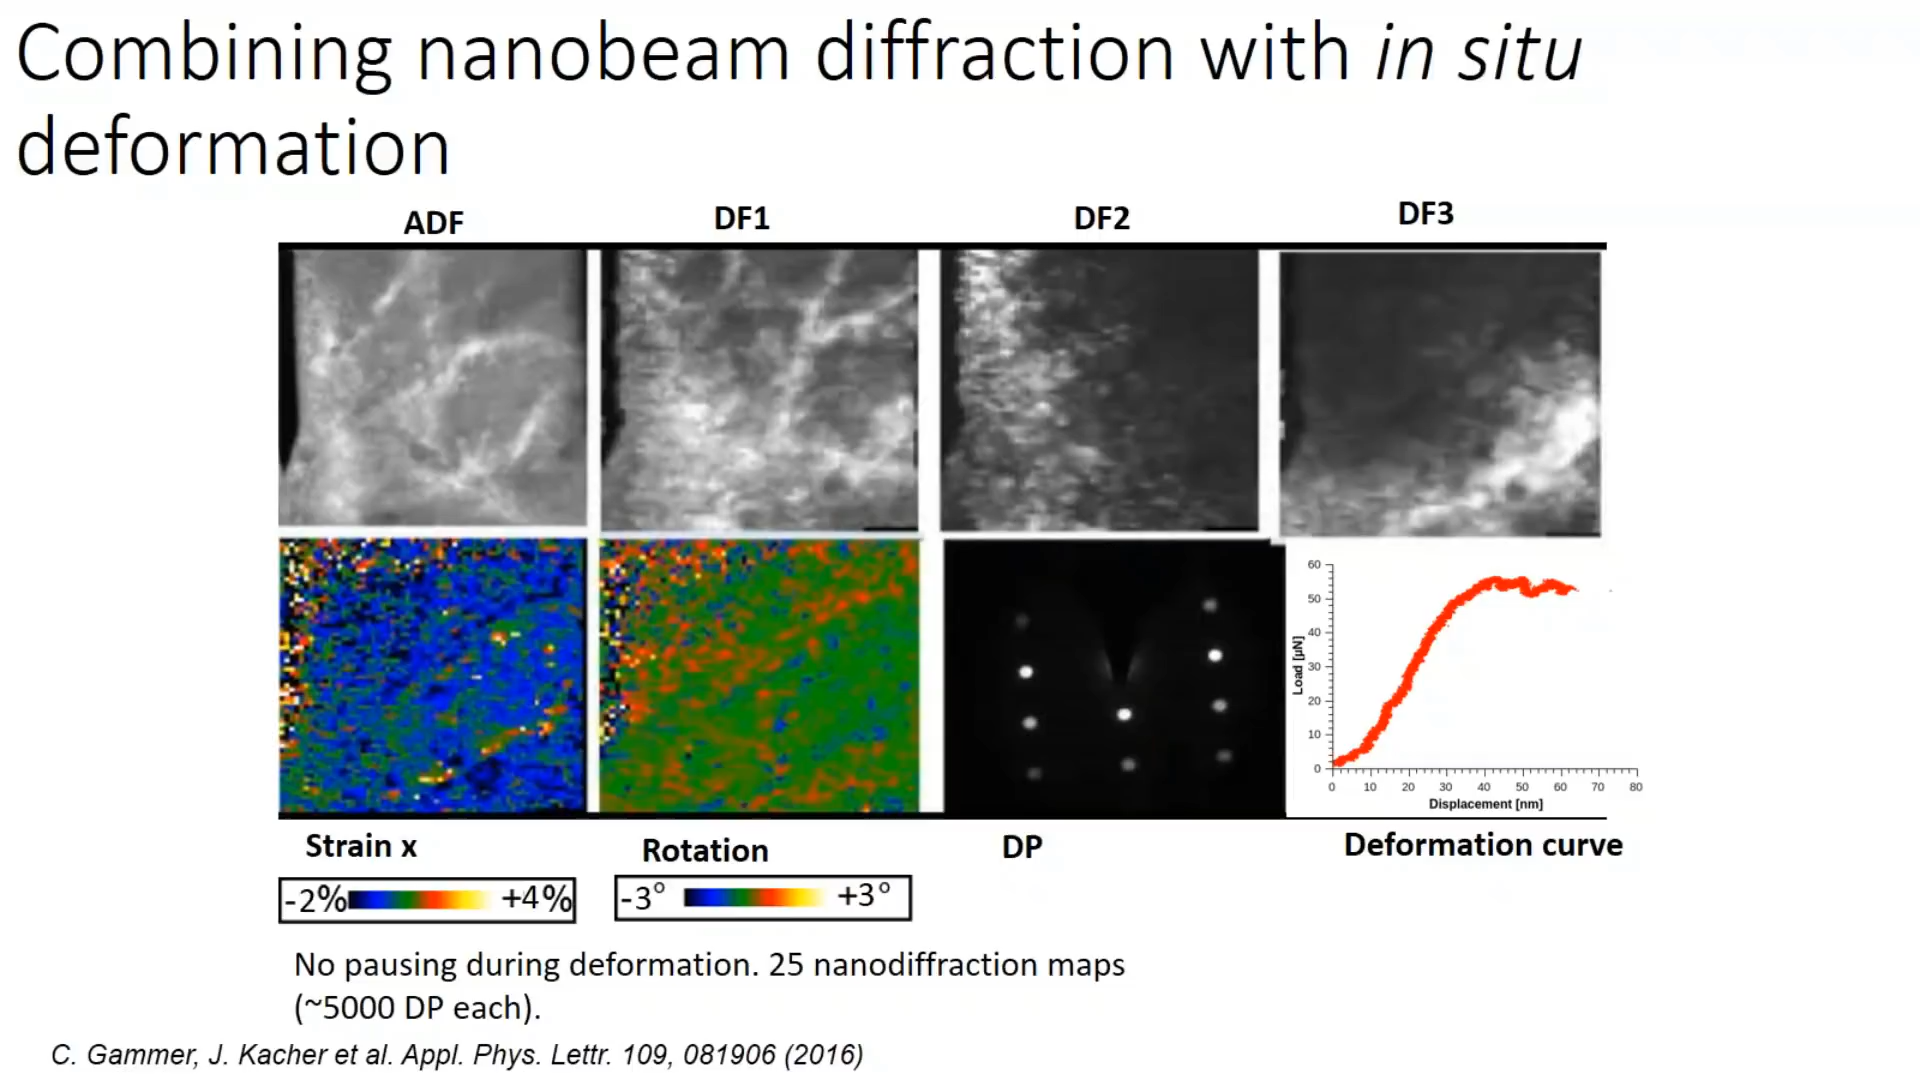 Combining nanobeam diffraction with in situ
deformation
ADF
DF1
DF2
DF3
60
50
40
30
20
10
0
Load [µN]
0 10 20 30 40 50 60 70 80
Displacement [nm]
Strain x
Rotation
DP
Deformation curve
-2% +4%
-3° +3°
No pausing during deformation. 25 nanodiffraction maps
(~5000 DP each).
C. Gammer, J. Kacher et al. Appl. Phys. Lettr. 109, 081906 (2016)